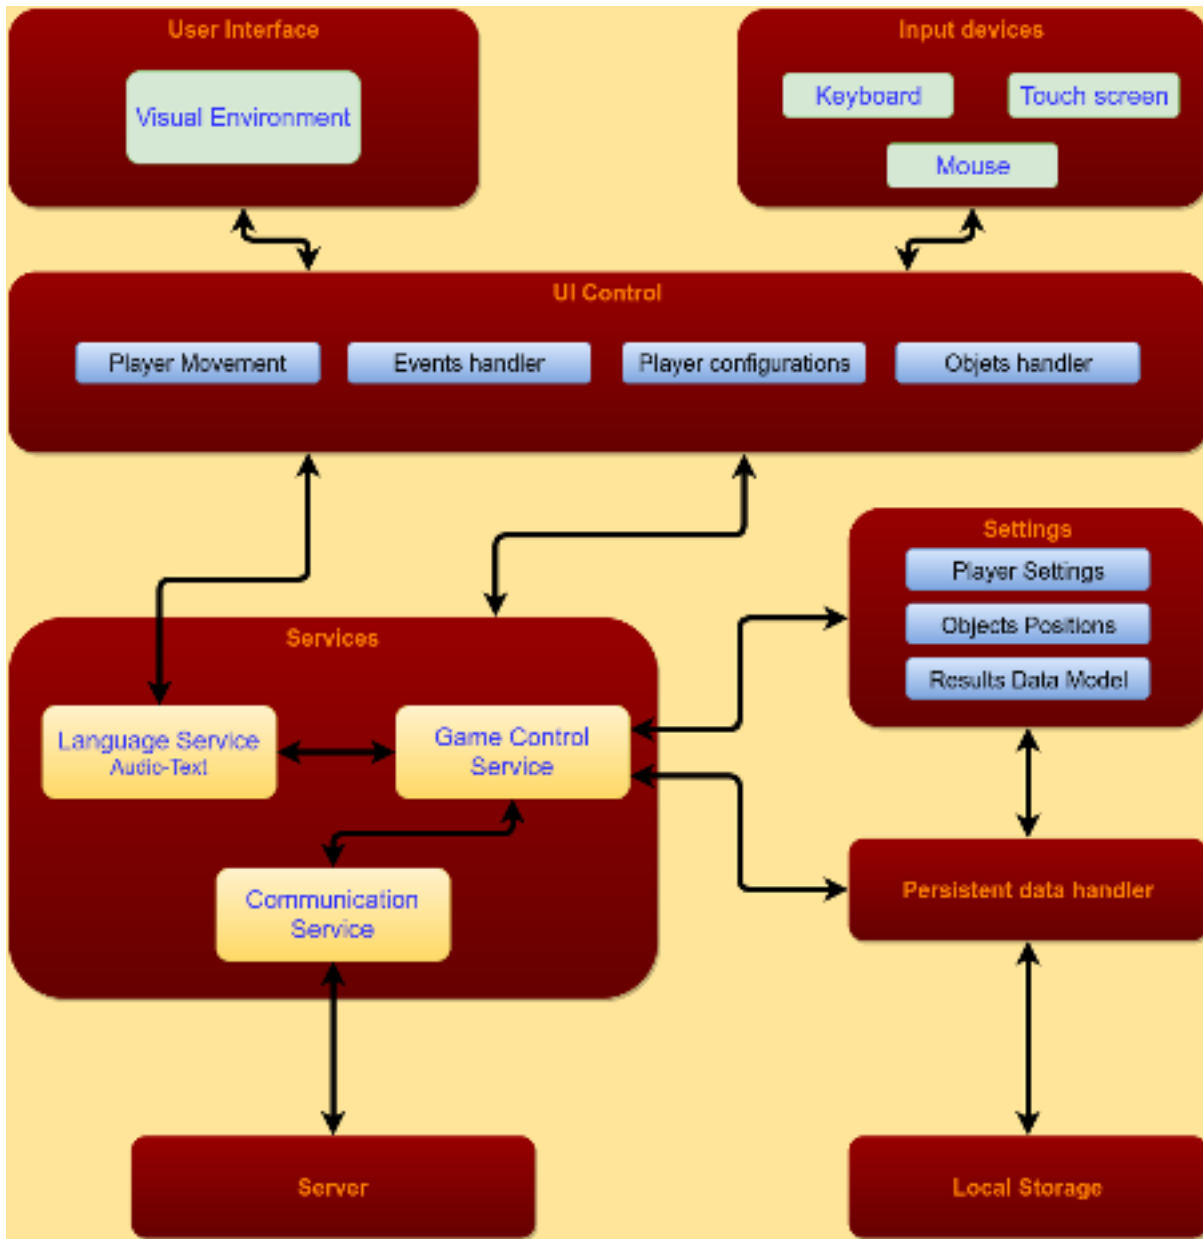 User Interface
Visual Environment
Input devices
Keyboard
Touch screen
Mouse
UI Control
Player Movement
Events handler
Player configurations
Objets handler
Settings
Player Settings
Objects Positions
Results Data Model
Services
Language Service
Audio-Text
Game Control
Service
Communication
Service
Persistent data handler
Server
Local Storage